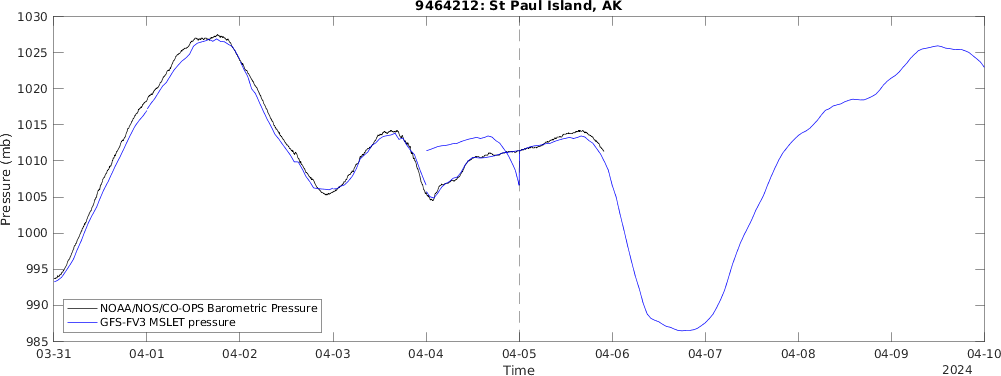 9464212: St Paul Island, AK
1030
1025
1020
1015
1010
1005
1000
995
990
985
Pressure (mb)
NOAA/NOS/CO-OPS Barometric Pressure
GFS-FV3 MSLET pressure
03-31 04-01 04-02 04-03 04-04 04-05 04-06 04-07 04-08 04-09 04-10
Time
2024